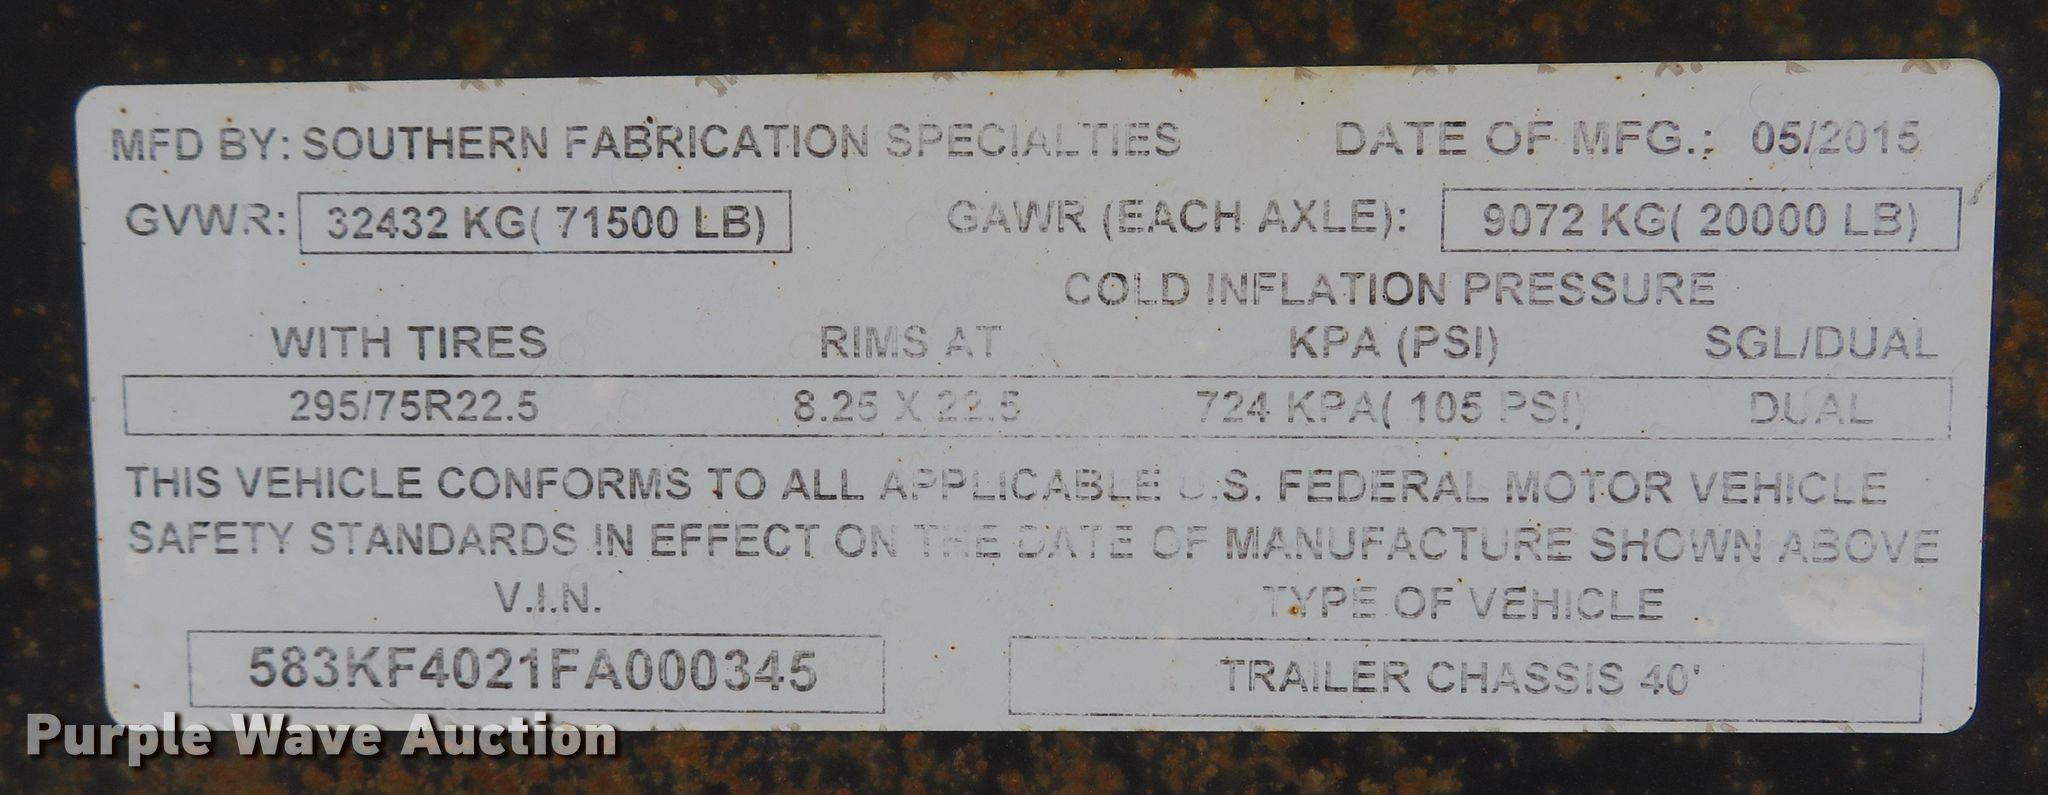 MFD BY: SOUTHERN FABRICATION SPECIALTIES DATE OF MFG.: 05/2015
GVWR: 32432 KG( 71500 LB) GAWR (EACH AXLE): 9072 KG( 20000 LB)
COLD INFLATION PRESSURE
WITH TIRES RIMS AT KPA (PSI) SGL/DUAL
295/75R22.5 8.25 X 22.5 724 KPA( 105 PSI) DUAL
THIS VEHICLE CONFORMS TO ALL APPLICABLE U.S. FEDERAL MOTOR VEHICLE
SAFETY STANDARDS IN EFFECT ON THE DATE OF MANUFACTURE SHOWN ABOVE
V.I.N. TYPE OF VEHICLE
583KF4021FA000345 TRAILER CHASSIS 40'
Purple Wave Auction